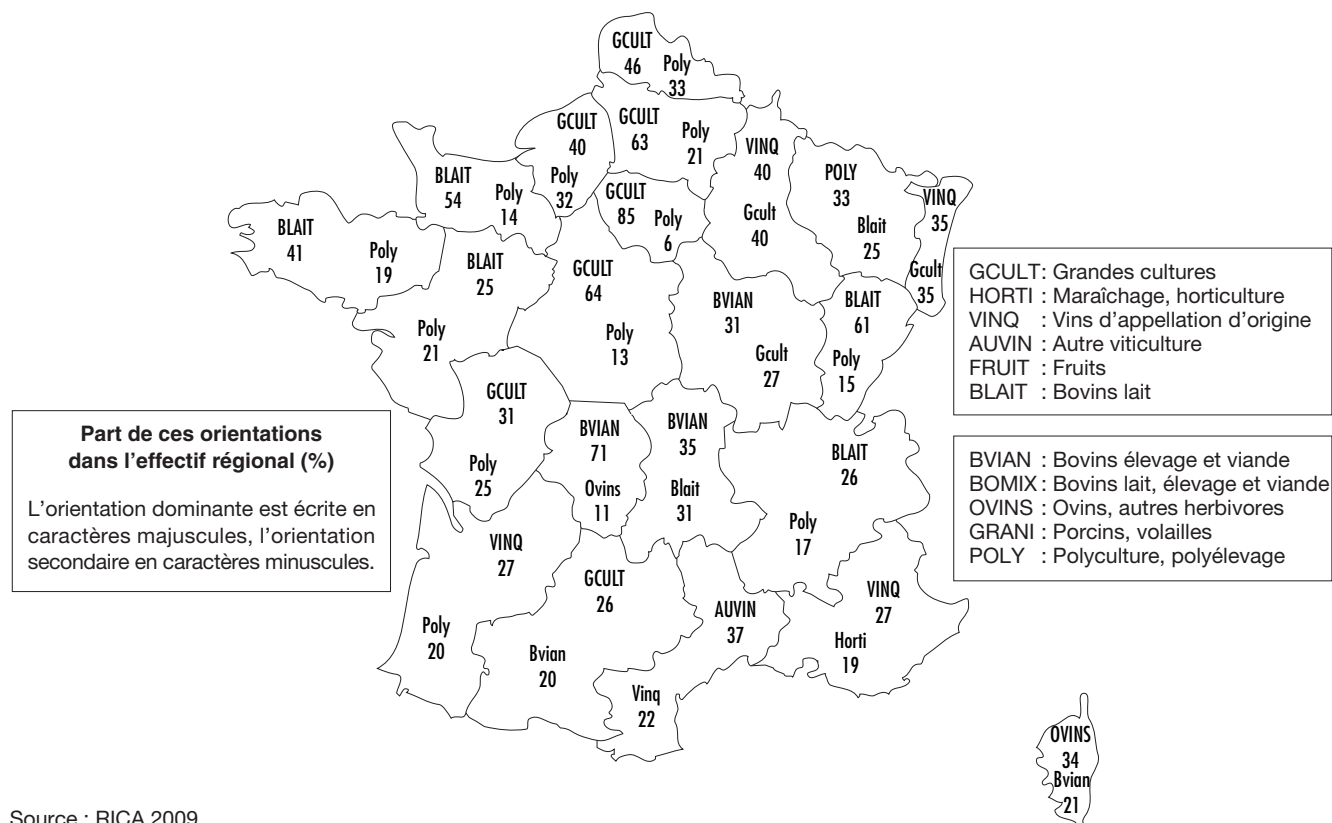 GCULT
46
Poly
33
GCULT
40
Poly
32
GCULT
63
Poly
21
VINQ
40
Gcult
40
POLY
33
Blait
25
VINQ
35
Gcult
35
BLAIT
54
Poly
14
GCULT
85
Poly
6
BLAIT
41
Poly
19
BLAIT
25
Poly
21
GCULT
64
Poly
13
BVIAN
31
Gcult
27
BLAIT
61
Poly
15
GCULT
31
Poly
25
BVIAN
71
Ovins
11
BVIAN
35
Blait
31
BLAIT
26
Poly
17
VINQ
27
Poly
20
GCULT
26
Bvian
20
AUVIN
37
Vinq
22
VINQ
27
Horti
19
OVINS
34
Bvian
21
GCULT : Grandes cultures
HORTI : Maraîchage, horticulture
VINQ : Vins d'appellation d'origine
AUVIN : Autre viticulture
FRUIT : Fruits
BLAIT : Bovins lait
BVIAN : Bovins élevage et viande
BOMIX : Bovins lait, élevage et viande
OVINS : Ovins, autres herbivores
GRANI : Porcins, volailles
POLY : Polyculture, polyélevage
Part de ces orientations
dans l'effectif régional (%)
L'orientation dominante est écrite en
caractères majuscules, l'orientation
secondaire en caractères minuscules.
Source : RICA 2009